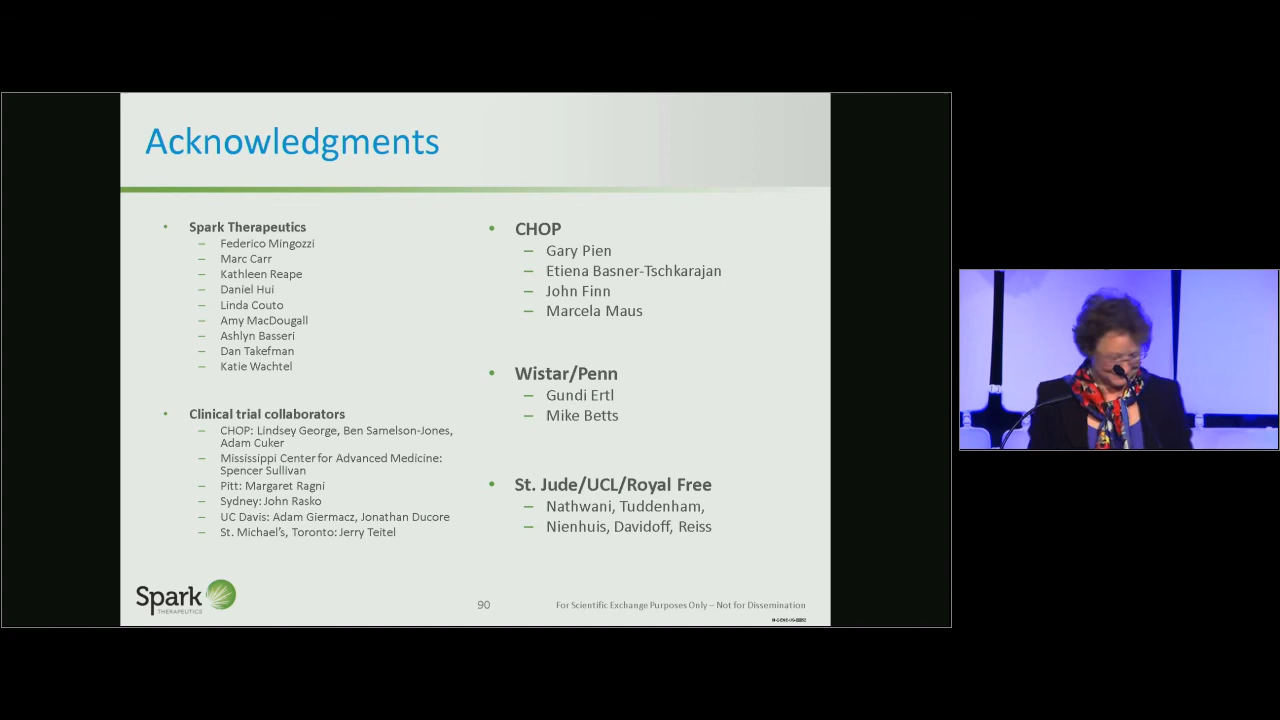 Acknowledgments
• Spark Therapeutics
– Federico Mingozzi
– Marc Carr
– Kathleen Reape
– Daniel Hui
– Linda Couto
– Amy MacDougall
– Ashlyn Basseri
– Dan Takefman
– Katie Wachtel
• Clinical trial collaborators
– CHOP: Lindsey George, Ben Samelson-Jones,
Adam Cuker
– Mississippi Center for Advanced Medicine:
Spencer Sullivan
– Pitt: Margaret Ragni
– Sydney: John Rasko
– UC Davis: Adam Giermacz, Jonathan Ducore
– St. Michael's, Toronto: Jerry Teitel
• CHOP
– Gary Pien
– Etiena Basner-Tschkarajan
– John Finn
– Marcela Maus
• Wistar/Penn
– Gundi Ertl
– Mike Betts
• St. Jude/UCL/Royal Free
– Nathwani, Tuddenham,
– Nienhuis, Davidoff, Reiss
Spark
THERAPEUTICS
90
For Scientific Exchange Purposes Only – Not for Dissemination